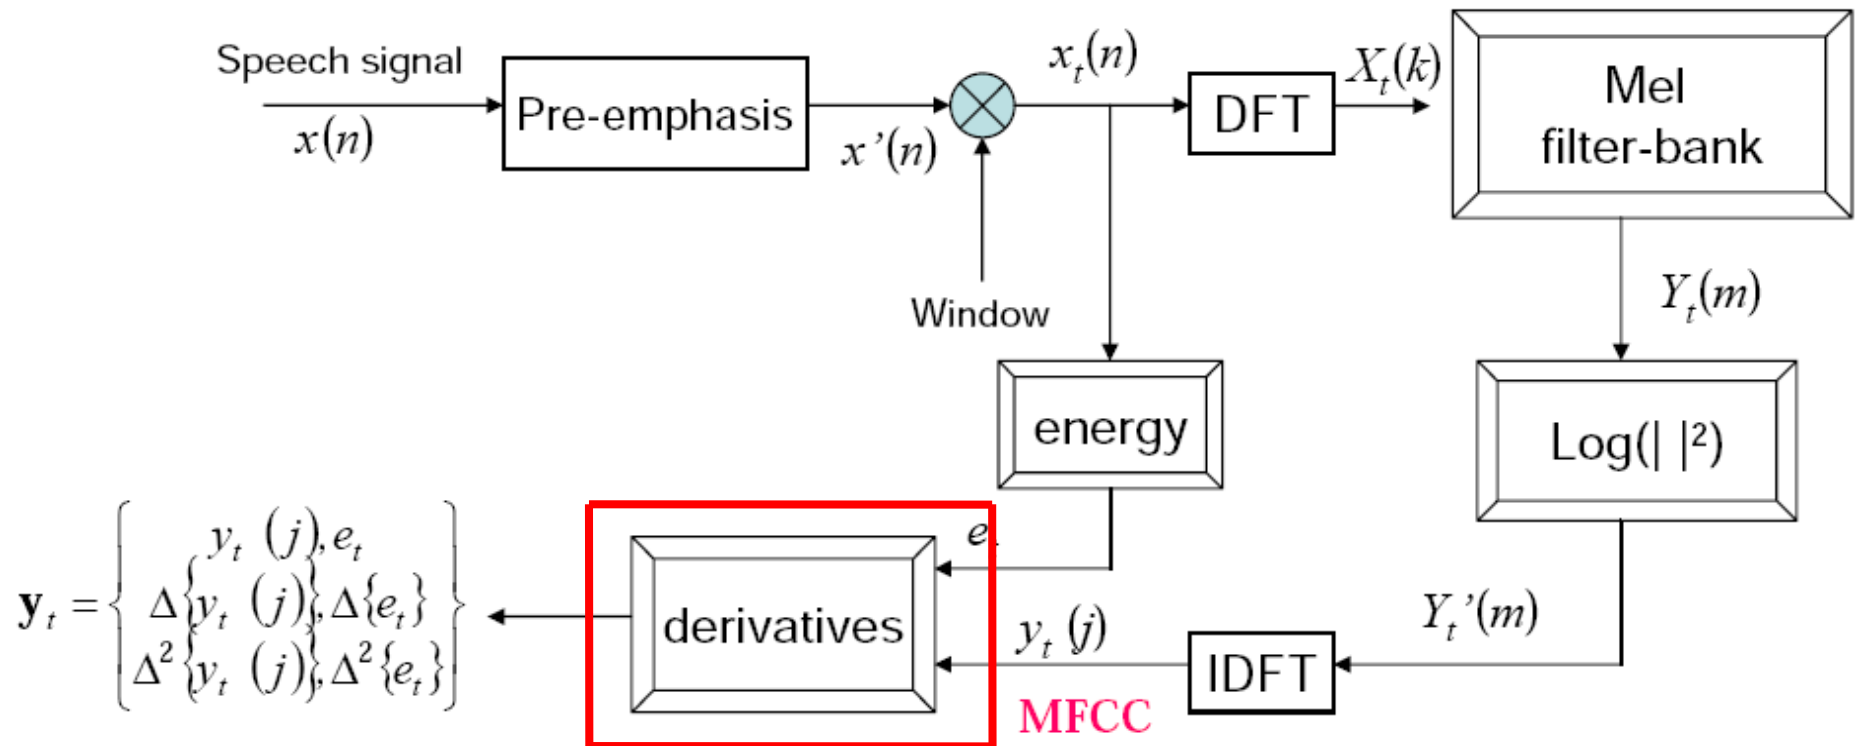 Speech signal
x(n)
Pre-emphasis
x'(n)
Window
x_t(n)
DFT
X_t(k)
Mel
filter-bank
Y_t(m)
Log(| |²)
Y_t'(m)
IDFT
y_t (j)
MFCC
energy
e
derivatives
y_t = {
y_t (j), e_t
Δ{y_t (j)}, Δ{e_t}
Δ²{y_t (j)}, Δ²{e_t}
}